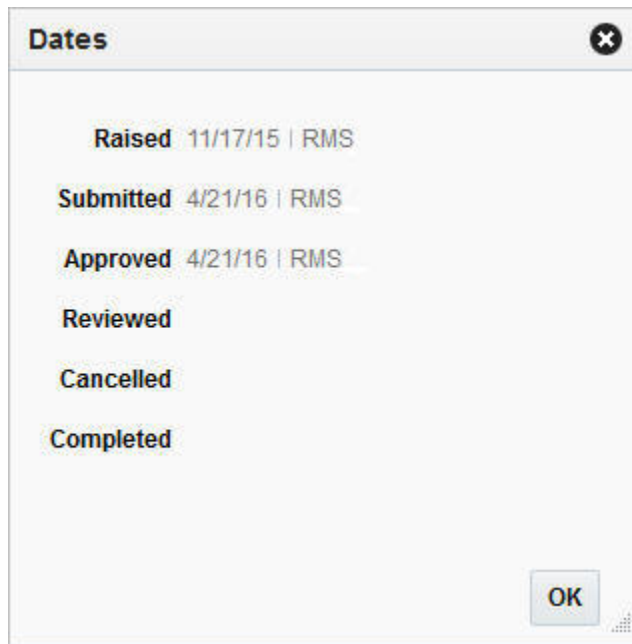 Dates
Raised 11/17/15 | RMS
Submitted 4/21/16 | RMS
Approved 4/21/16 | RMS
Reviewed
Cancelled
Completed
OK